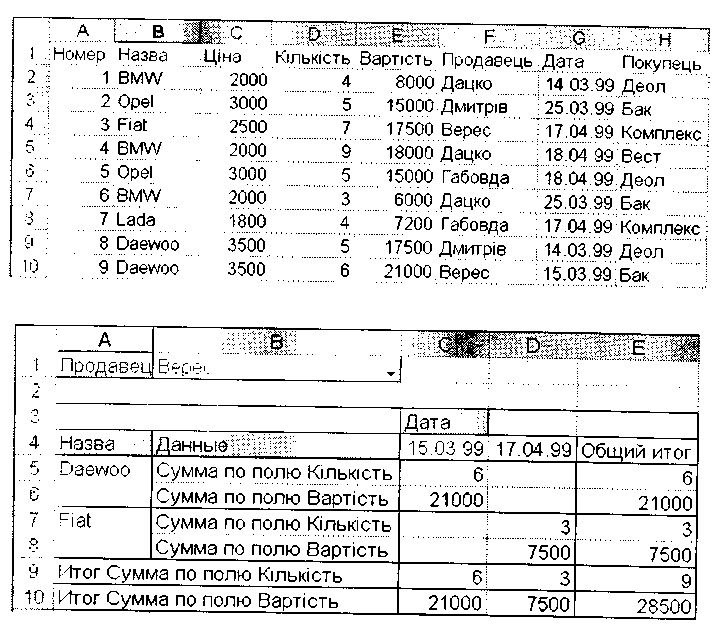 A B C D E F G H
1 Номер Назва Ціна Кількість Вартість Продавець Дата Покупець
2 1 BMW 2000 4 8000 Дацко 14.03.99 Деол
3 2 Opel 3000 5 15000 Дмитрів 25.03.99 Бак
4 3 Fiat 2500 7 17500 Верес 17.04.99 Комплекс
5 4 BMW 2000 9 18000 Дацко 18.04.99 Вест
6 5 Opel 3000 5 15000 Габовда 18.04.99 Деол
7 6 BMW 2000 3 6000 Дацко 25.03.99 Бак
8 7 Lada 1800 4 7200 Габовда 17.04.99 Комплекс
9 8 Daewoo 3500 5 17500 Дмитрів 14.03.99 Деол
10 9 Daewoo 3500 6 21000 Верес 15.03.99 Бак
A B C D E
1 Продавец Верес
2
3 Дата
4 Назва Данные 15.03.99 17.04.99 Общий итог
5 Daewoo Сумма по полю Кількість 6 6
6 Сумма по полю Вартість 21000 21000
7 Fiat Сумма по полю Кількість 3 3
8 Сумма по полю Вартість 7500 7500
9 Итог Сумма по полю Кількість 6 3 9
10 Итог Сумма по полю Вартість 21000 7500 28500